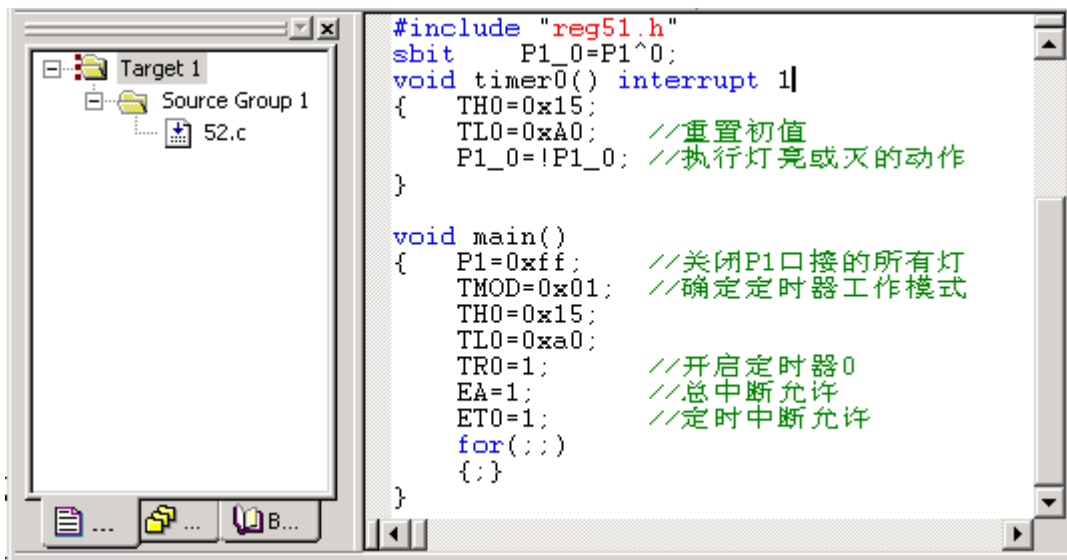 Target 1
Source Group 1
52.c
... 
...
B...
#include "reg51.h"
sbit    P1_0=P1^0;
void timer0() interrupt 1
{   TH0=0x15;
    TL0=0xA0;   //重置初值
    P1_0=!P1_0; //执行灯亮或灭的动作
}
void main()
{   P1=0xff;    //关闭P1口接的所有灯
    TMOD=0x01;  //确定定时器工作模式
    TH0=0x15;
    TL0=0xa0;
    TR0=1;      //开启定时器0
    EA=1;       //总中断允许
    ET0=1;      //定时中断允许
    for(;;)
    {;}
}